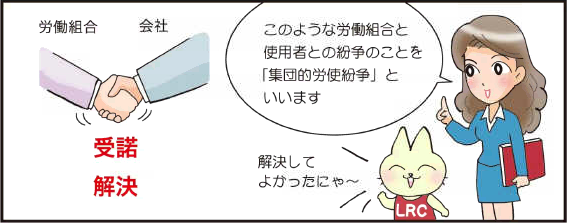 労働組合　会社
受諾
解決
このような労働組合と
使用者との紛争のことを
「集団的労使紛争」と
いいます
解決して
よかったにゃ～
LRC